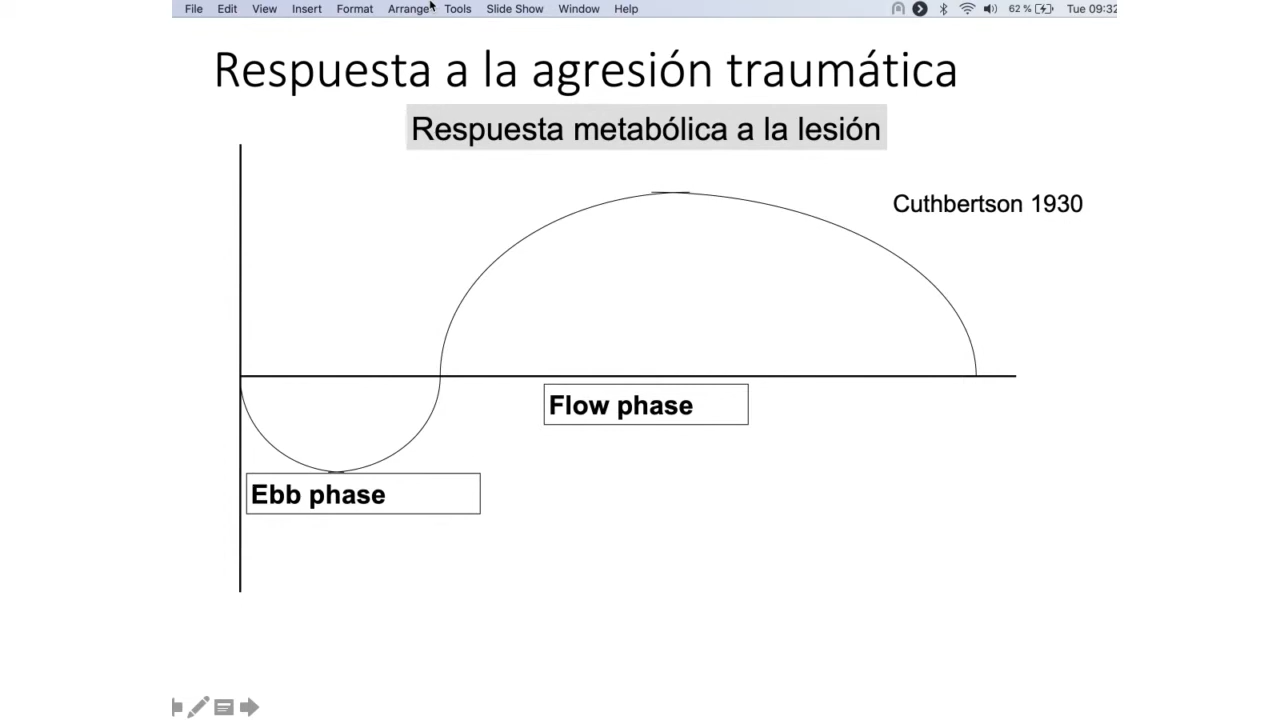 File Edit View Insert Format Arrange Tools Slide Show Window Help 62 % Tue 09:32
Respuesta a la agresión traumática
Respuesta metabólica a la lesión
Cuthbertson 1930
Flow phase
Ebb phase